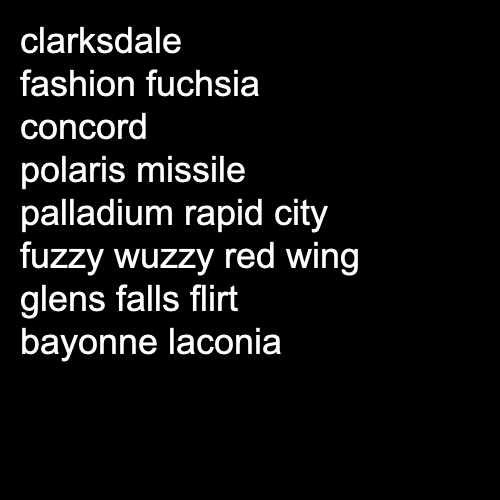 clarksdale
fashion fuchsia
concord
polaris missile
palladium rapid city
fuzzy wuzzy red wing
glens falls flirt
bayonne laconia